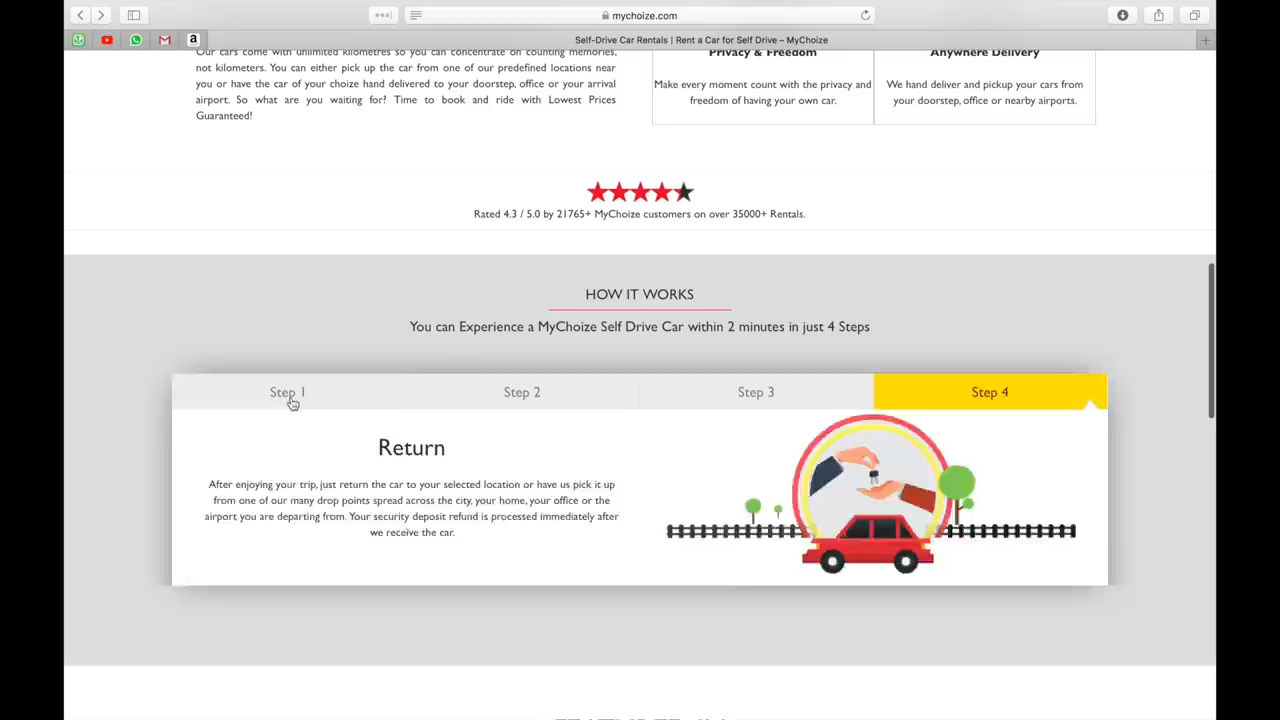 mychoize.com
a
Self-Drive Car Rentals | Rent a Car for Self Drive – MyChoize
Our cars come with unlimited kilometres so you can concentrate on counting memories,
not kilometers. You can either pick up the car from one of our predefined locations near
you or have the car of your choize hand delivered to your doorstep, office or your arrival
airport. So what are you waiting for? Time to book and ride with Lowest Prices
Guaranteed!
Privacy & Freedom
Make every moment count with the privacy and
freedom of having your own car.
Anywhere Delivery
We hand deliver and pickup your cars from
your doorstep, office or nearby airports.
Rated 4.3 / 5.0 by 21765+ MyChoize customers on over 35000+ Rentals.
HOW IT WORKS
You can Experience a MyChoize Self Drive Car within 2 minutes in just 4 Steps
Step 1
Step 2
Step 3
Step 4
Return
After enjoying your trip, just return the car to your selected location or have us pick it up
from one of our many drop points spread across the city, your home, your office or the
airport you are departing from. Your security deposit refund is processed immediately after
we receive the car.